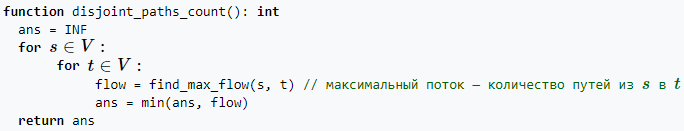 function disjoint_paths_count(): int
ans = INF
for s ∈ V :
for t ∈ V :
flow = find_max_flow(s, t) // максимальный поток — количество путей из s в t
ans = min(ans, flow)
return ans